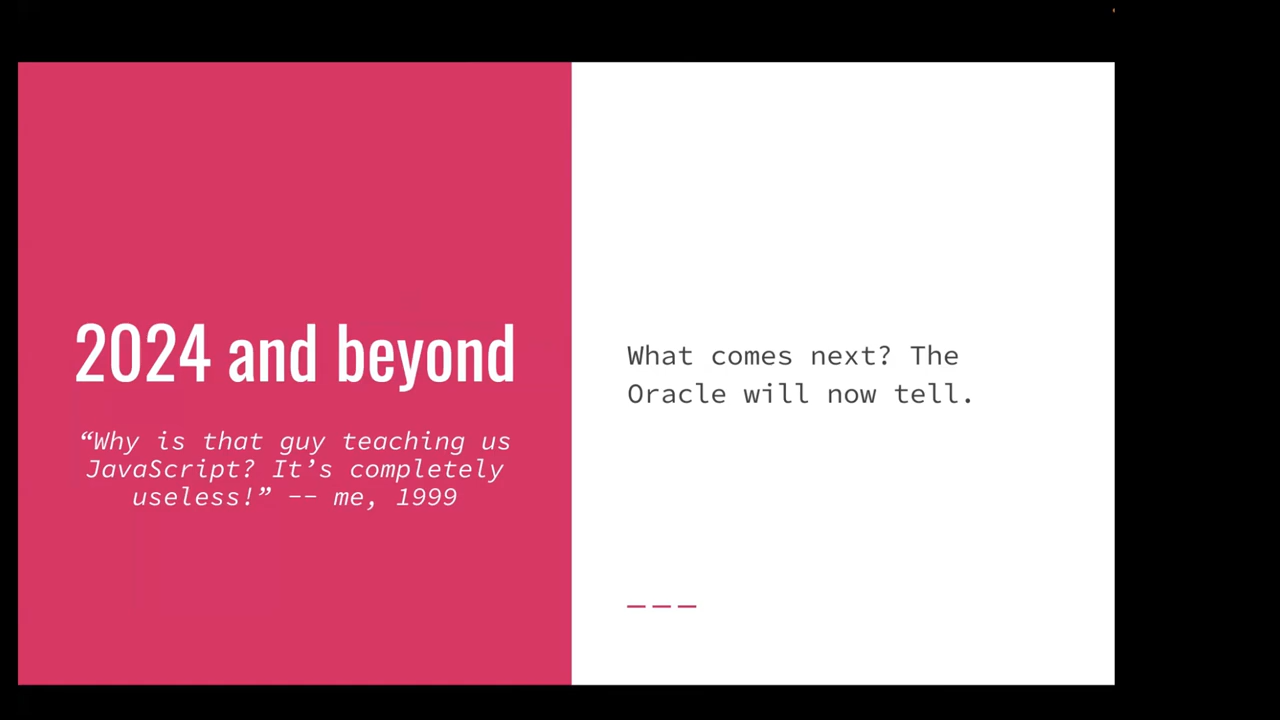 2024 and beyond
“Why is that guy teaching us
JavaScript? It’s completely
useless!” -- me, 1999
What comes next? The
Oracle will now tell.